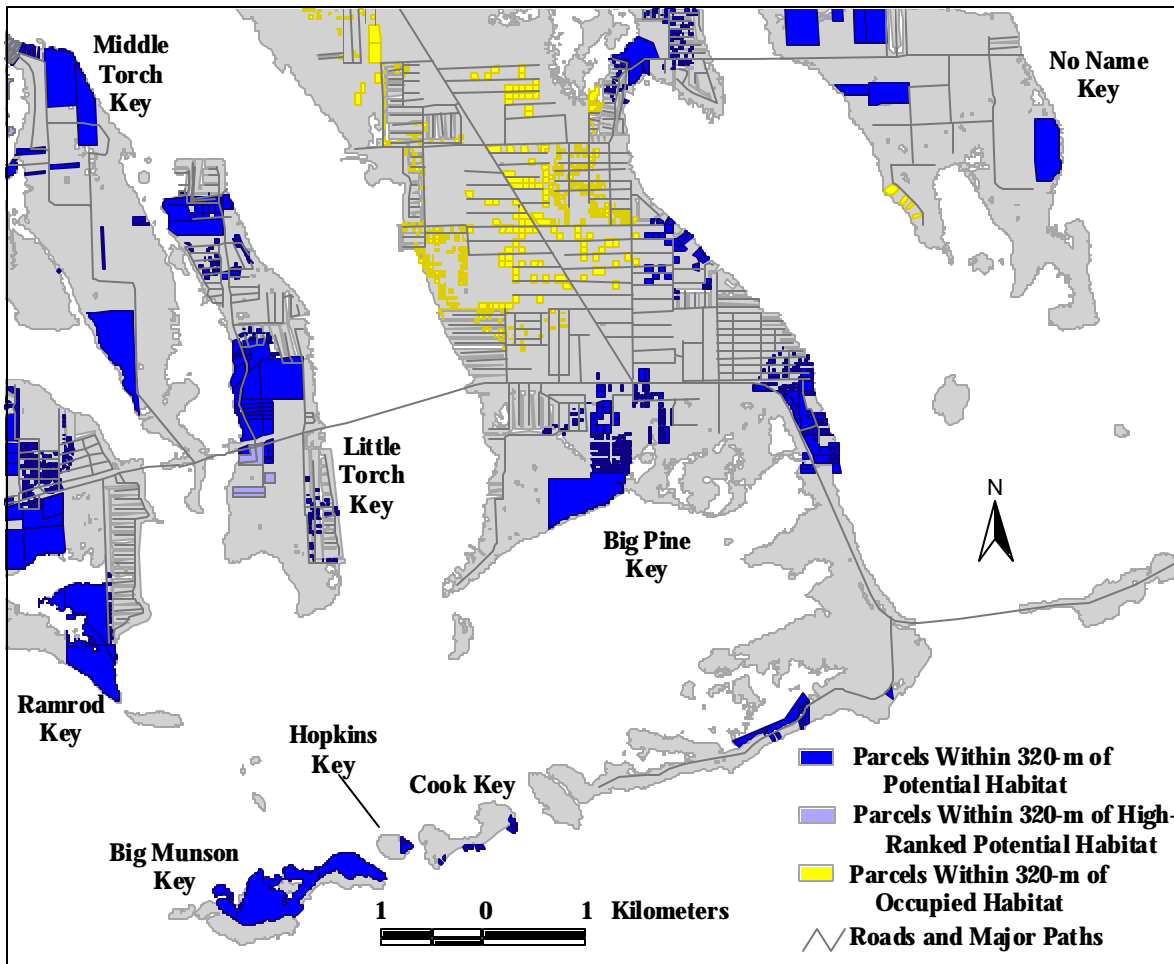 Middle
Torch
Key
No Name
Key
N
Little
Torch
Key
Big Pine
Key
Ramrod
Key
Hopkins
Key
Cook Key
Big Munson
Key
1 0 1 Kilometers
Parcels Within 320-m of
Potential Habitat
Parcels Within 320-m of High-
Ranked Potential Habitat
Parcels Within 320-m of
Occupied Habitat
Roads and Major Paths